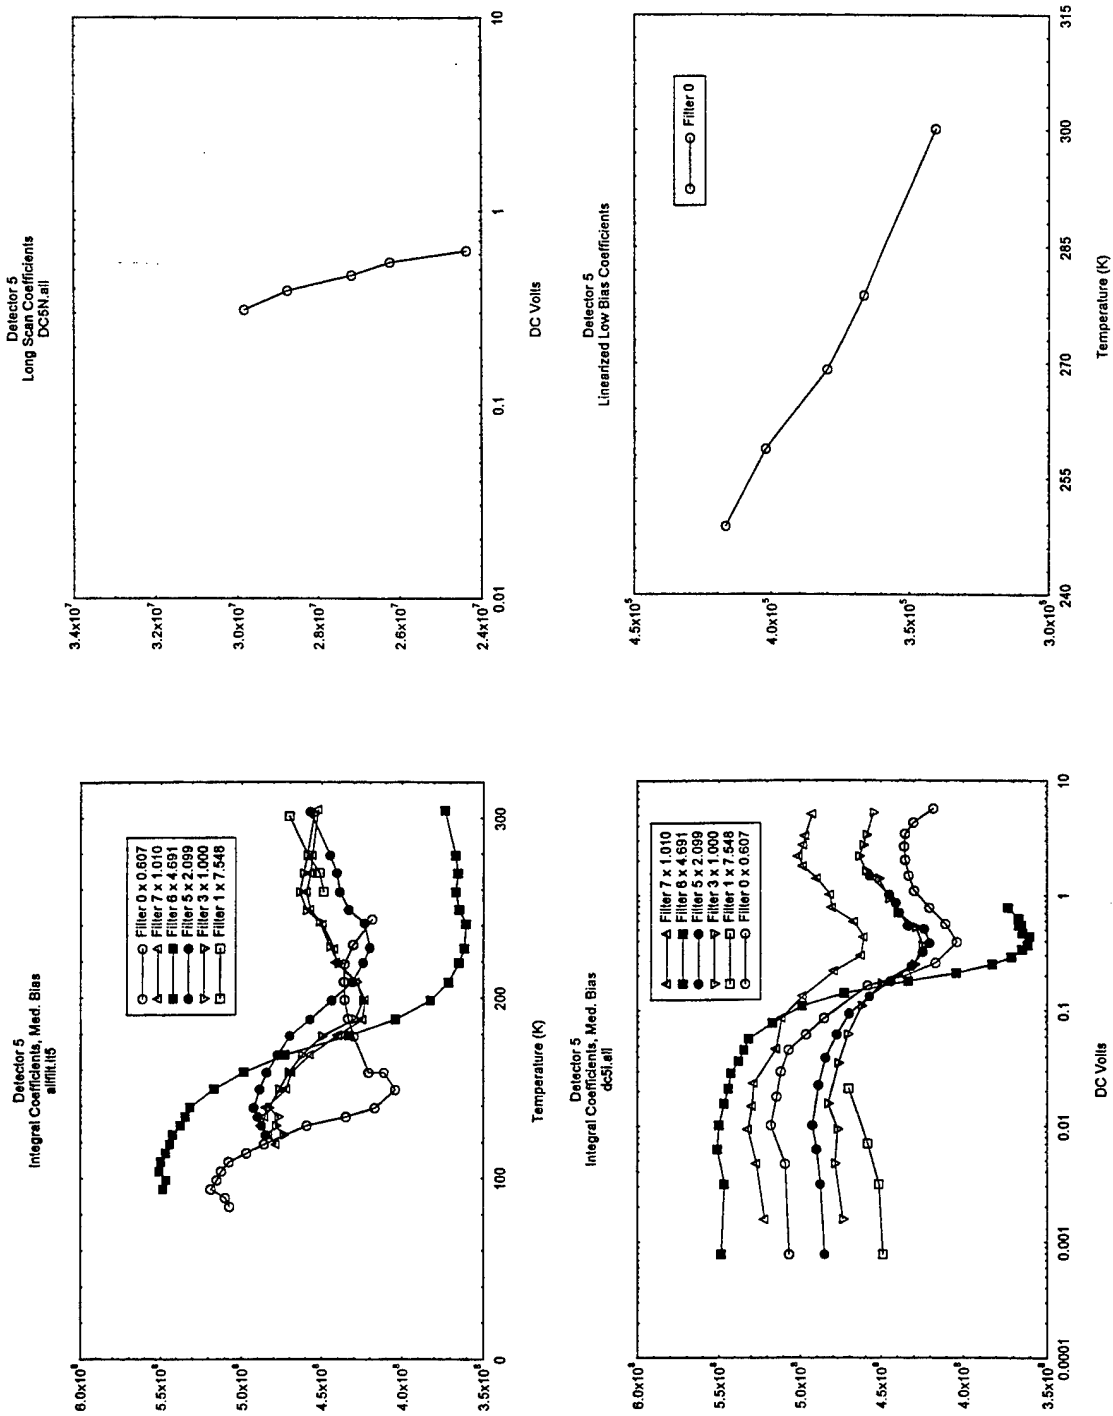 Detector 5
Integral Coefficients, Med. Bias
allfilt.lt5
6.0x10⁸
5.5x10⁸
5.0x10⁸
4.5x10⁸
4.0x10⁸
3.5x10⁸
Filter 0 x 0.607
Filter 7 x 1.010
Filter 6 x 4.691
Filter 5 x 2.099
Filter 3 x 1.000
Filter 1 x 7.548
0 100 200 300
Temperature (K)
Detector 5
Long Scan Coefficients
DC5N.all
3.4x10⁷
3.2x10⁷
3.0x10⁷
2.8x10⁷
2.6x10⁷
2.4x10⁷
0.01 0.1 1 10
DC Volts
Detector 5
Integral Coefficients, Med. Bias
dc5i.all
6.0x10⁸
5.5x10⁸
5.0x10⁸
4.5x10⁸
4.0x10⁸
3.5x10⁸
Filter 7 x 1.010
Filter 6 x 4.691
Filter 5 x 2.099
Filter 3 x 1.000
Filter 1 x 7.548
Filter 0 x 0.607
0.0001 0.001 0.01 0.1 1 10
DC Volts
Detector 5
Linearized Low Bias Coefficients
4.5x10⁵
4.0x10⁵
3.5x10⁵
3.0x10⁵
Filter 0
240 255 270 285 300 315
Temperature (K)